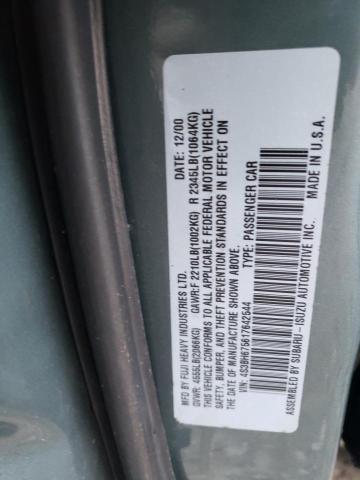 MFD BY FUJI HEAVY INDUSTRIES LTD. DATE: 12/00
GVWR: 4555LB(2066KG) GAWR:F 2210LB(1002KG) R 2345LB(1064KG)
THIS VEHICLE CONFORMS TO ALL APPLICABLE FEDERAL MOTOR VEHICLE
SAFETY, BUMPER, AND THEFT PREVENTION STANDARDS IN EFFECT ON
THE DATE OF MANUFACTURE SHOWN ABOVE.
VIN: 4S3BH675617642544 TYPE: PASSENGER CAR
ASSEMBLED BY SUBARU-ISUZU AUTOMOTIVE INC. MADE IN U.S.A.